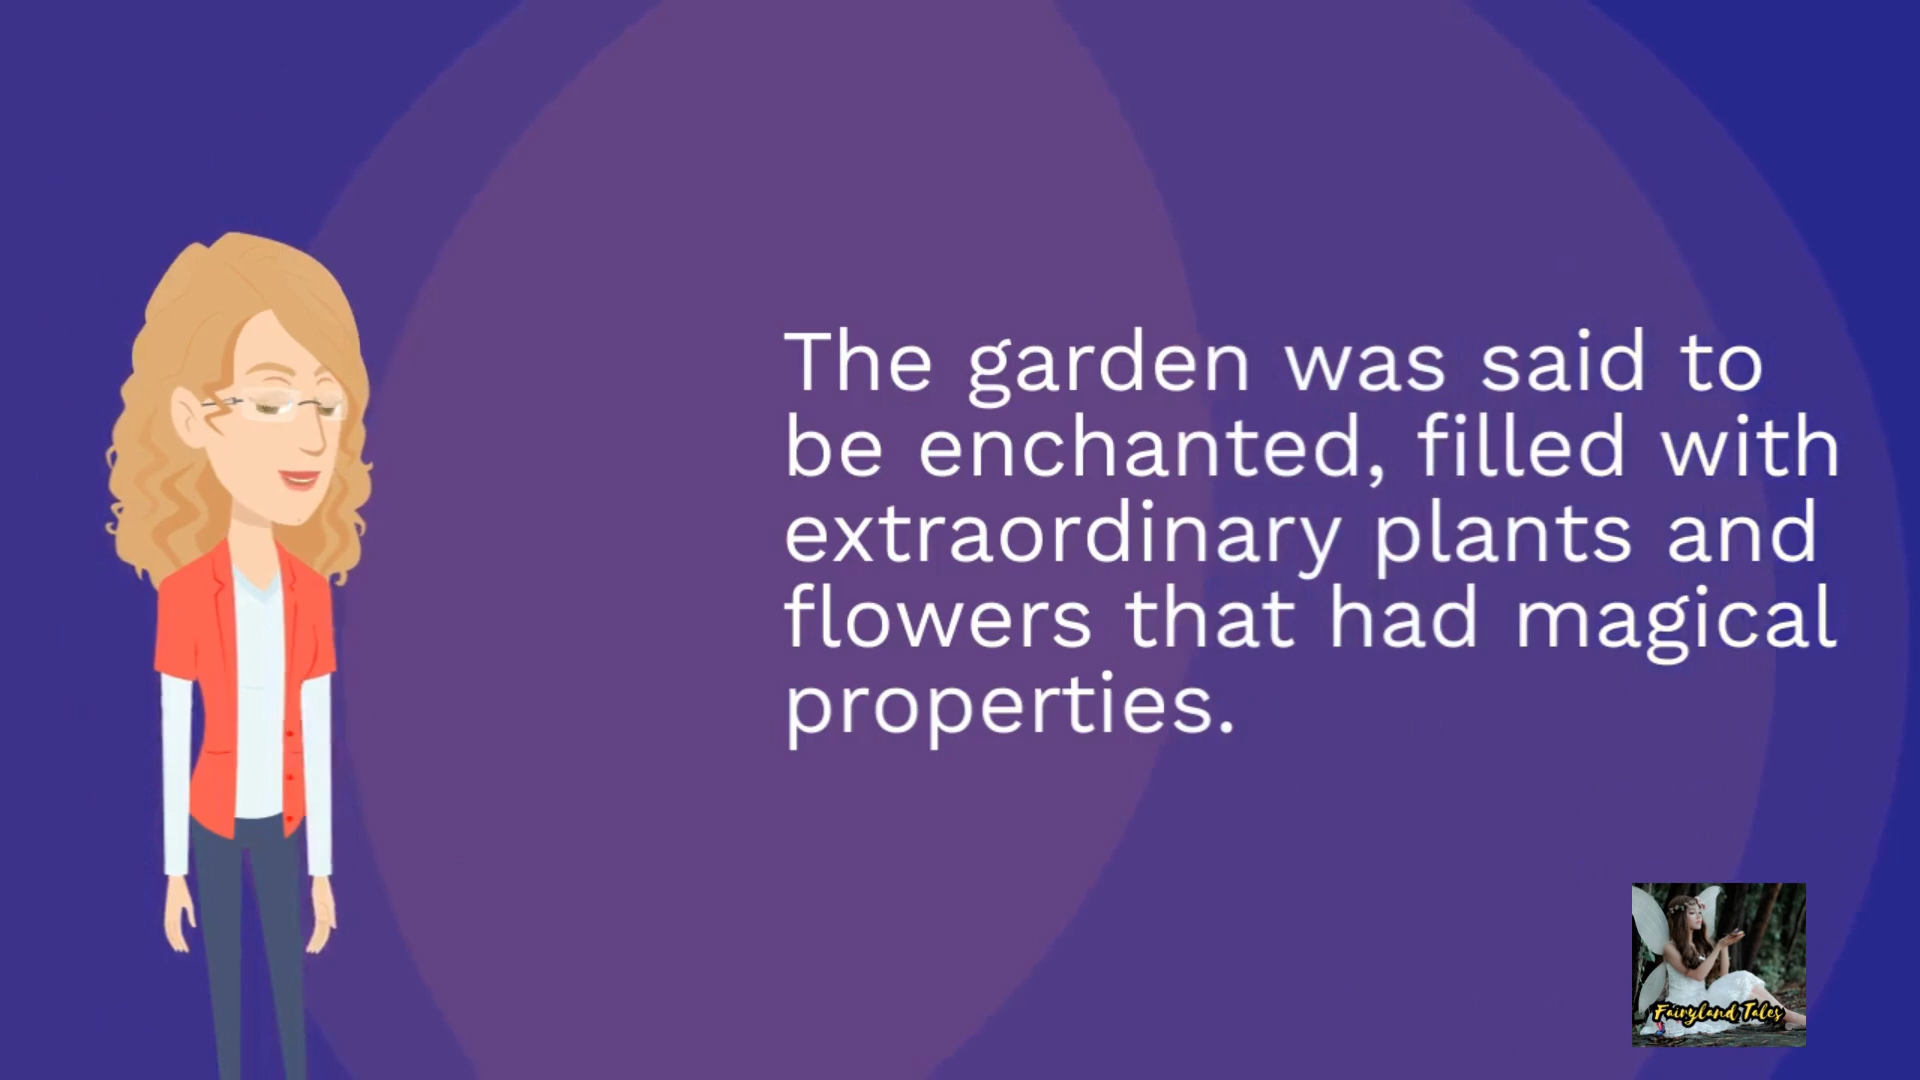 The garden was said to
be enchanted, filled with
extraordinary plants and
flowers that had magical
properties.
Fairyland Tales